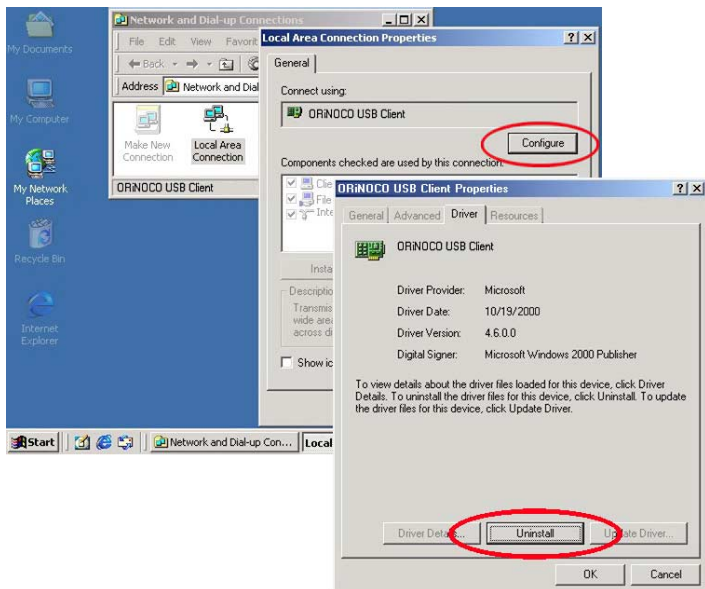 My Documents
My Computer
My Network
Places
Recycle Bin
Internet
Explorer
Network and Dial-up Connections
File Edit View Favorit
Back
Address Network and Dial
Make New
Connection
Local Area
Connection
ORiNOCO USB Client
Local Area Connection Properties
General
Connect using:
ORiNOCO USB Client
Configure
Components checked are used by this connection:
Clie
File
Inte
Insta
Descriptio
Transmis
wide area
across di
Show ic
ORiNOCO USB Client Properties
General Advanced Driver Resources
ORiNOCO USB Client
Driver Provider: Microsoft
Driver Date: 10/19/2000
Driver Version: 4.6.0.0
Digital Signer: Microsoft Windows 2000 Publisher
To view details about the driver files loaded for this device, click Driver
Details. To uninstall the driver files for this device, click Uninstall. To update
the driver files for this device, click Update Driver.
Driver Details... Uninstall Update Driver...
OK Cancel
Start Network and Dial-up Con... Local